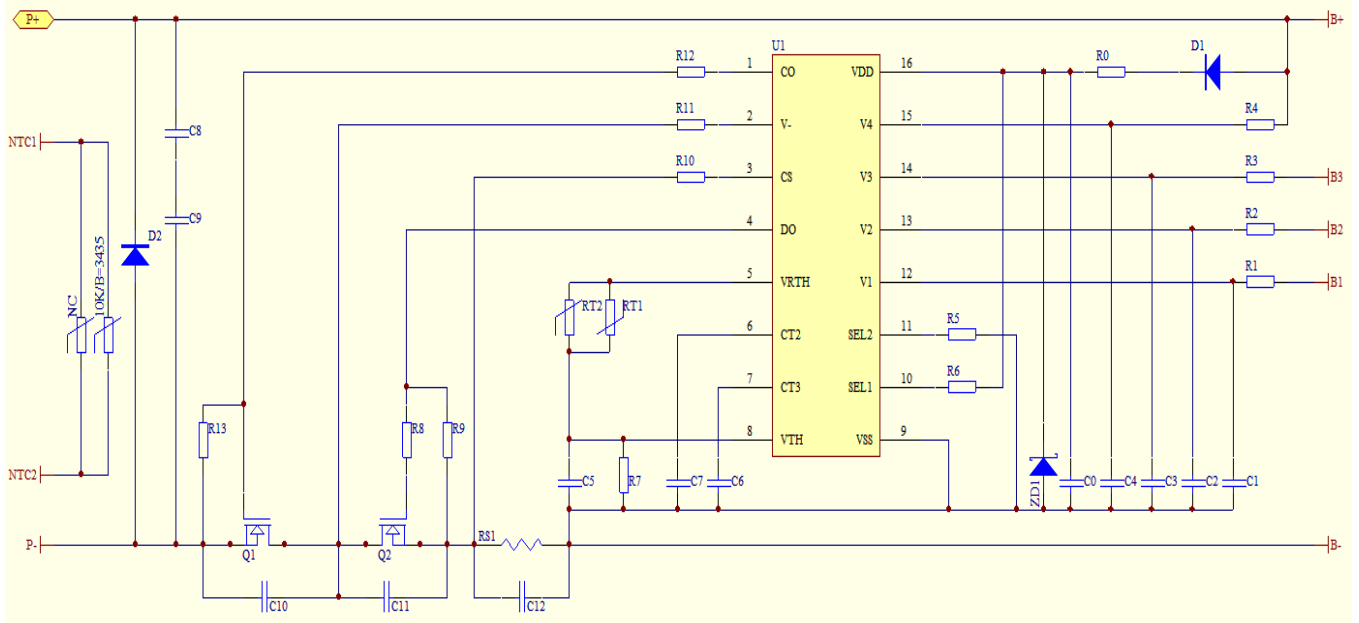 P+
B+
U1
R12
1
CO
VDD
16
R0
D1
R11
2
V-
V4
15
R4
C8
NTC1
R10
3
CS
V3
14
R3
B3
C9
4
DO
V2
13
R2
B2
D2
5
VRTH
V1
12
R1
B1
NC
10K/B=3435
RT2
RT1
6
CT2
SEL2
11
R5
7
CT3
SEL1
10
R6
R13
R8
R9
8
VTH
VSS
9
NTC2
C5
R7
C7
C6
ZD1
C0
C4
C3
C2
C1
P-
Q1
Q2
RS1
B-
C10
C11
C12